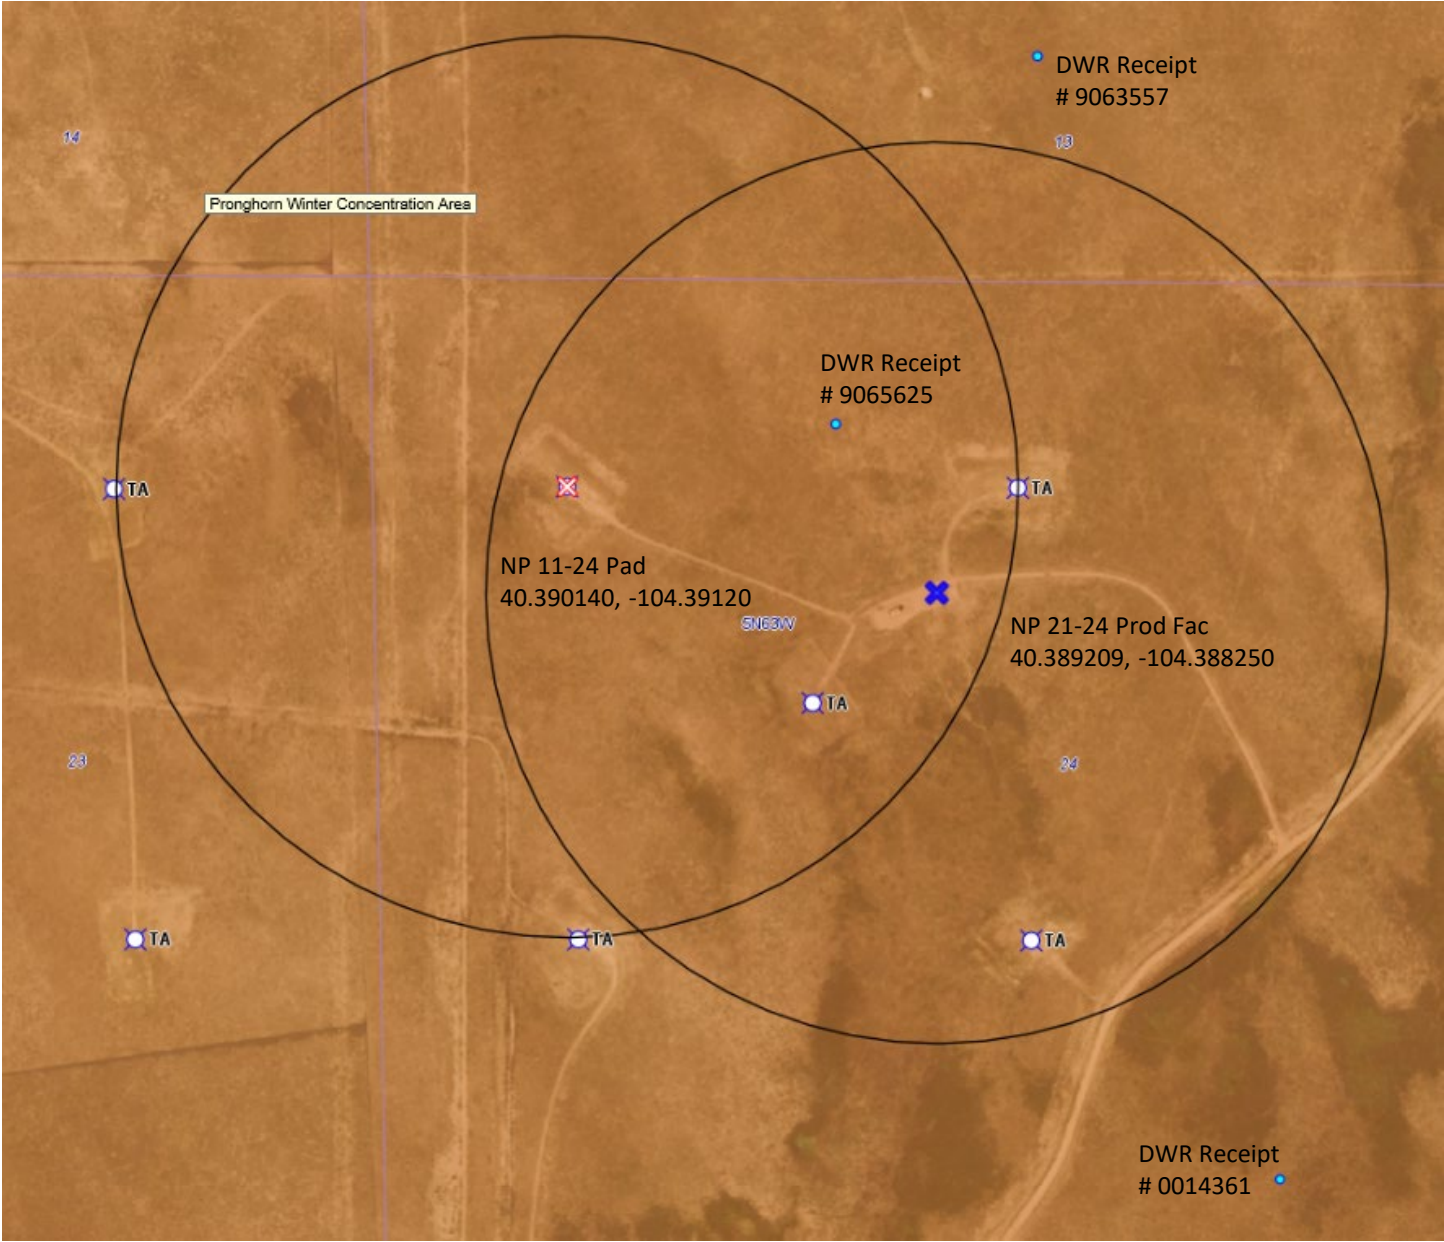 DWR Receipt
# 9063557
14
13
Pronghorn Winter Concentration Area
DWR Receipt
# 9065625
TA
TA
NP 11-24 Pad
40.390140, -104.39120
5N63W
NP 21-24 Prod Fac
40.389209, -104.388250
TA
23
24
TA
TA
TA
DWR Receipt
# 0014361